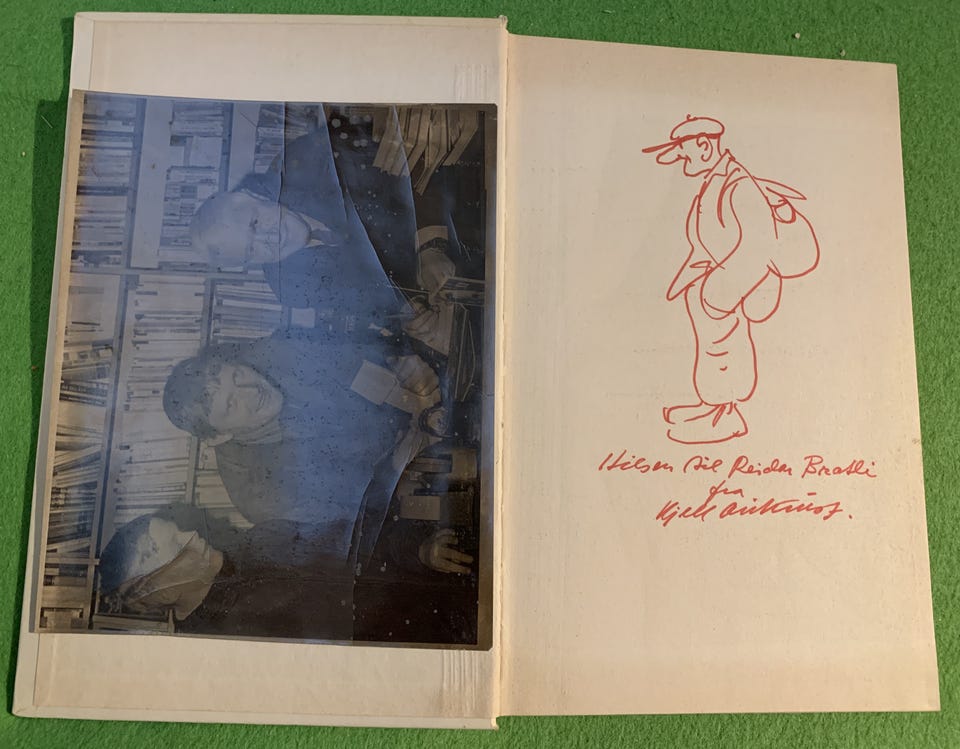 Hilsen til Reidar Bratli
fra
Kjell Aukrust.